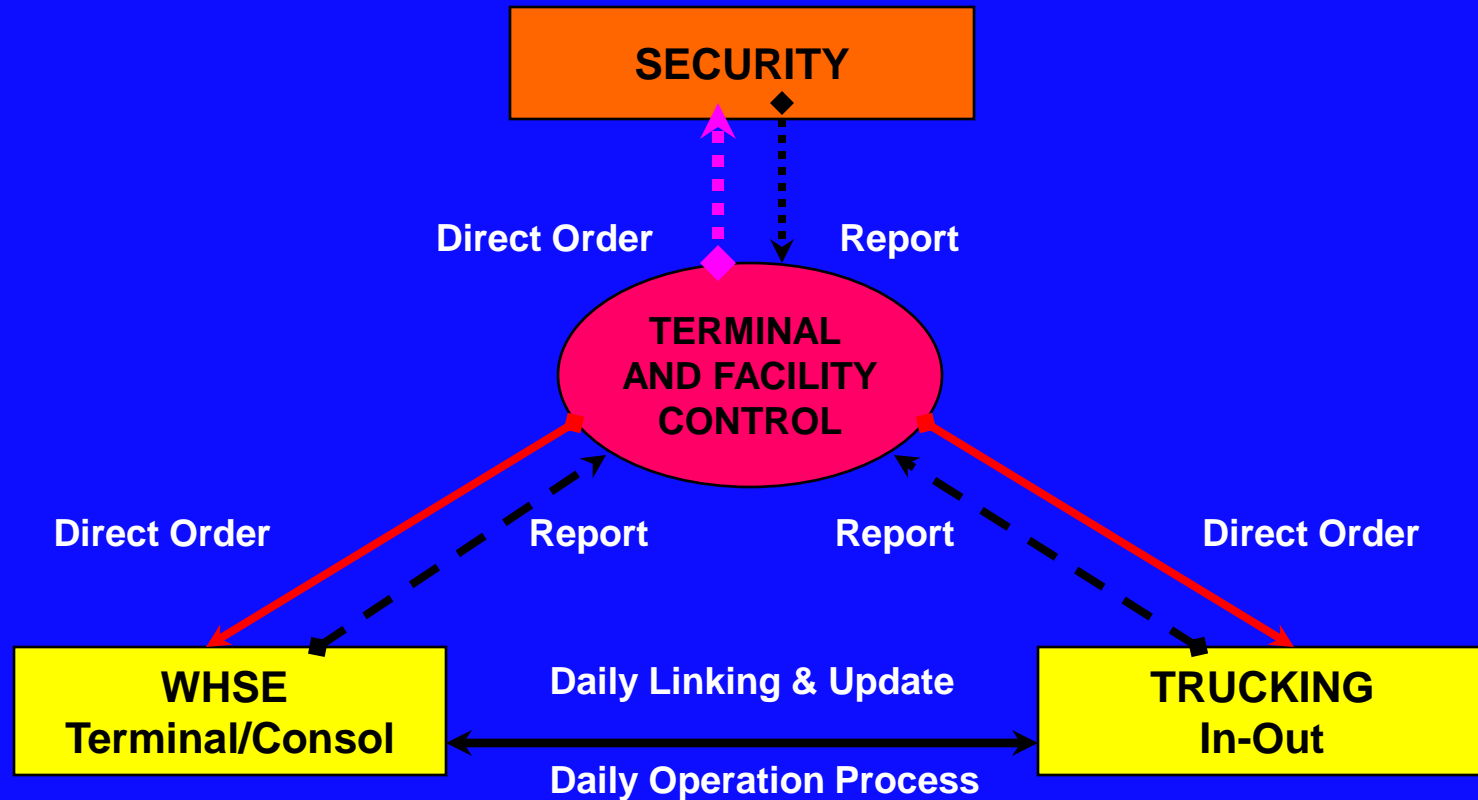 SECURITY
Direct Order
Report
TERMINAL
AND FACILITY
CONTROL
Direct Order
Report
Report
Direct Order
WHSE
Terminal/Consol
Daily Linking & Update
TRUCKING
In-Out
Daily Operation Process